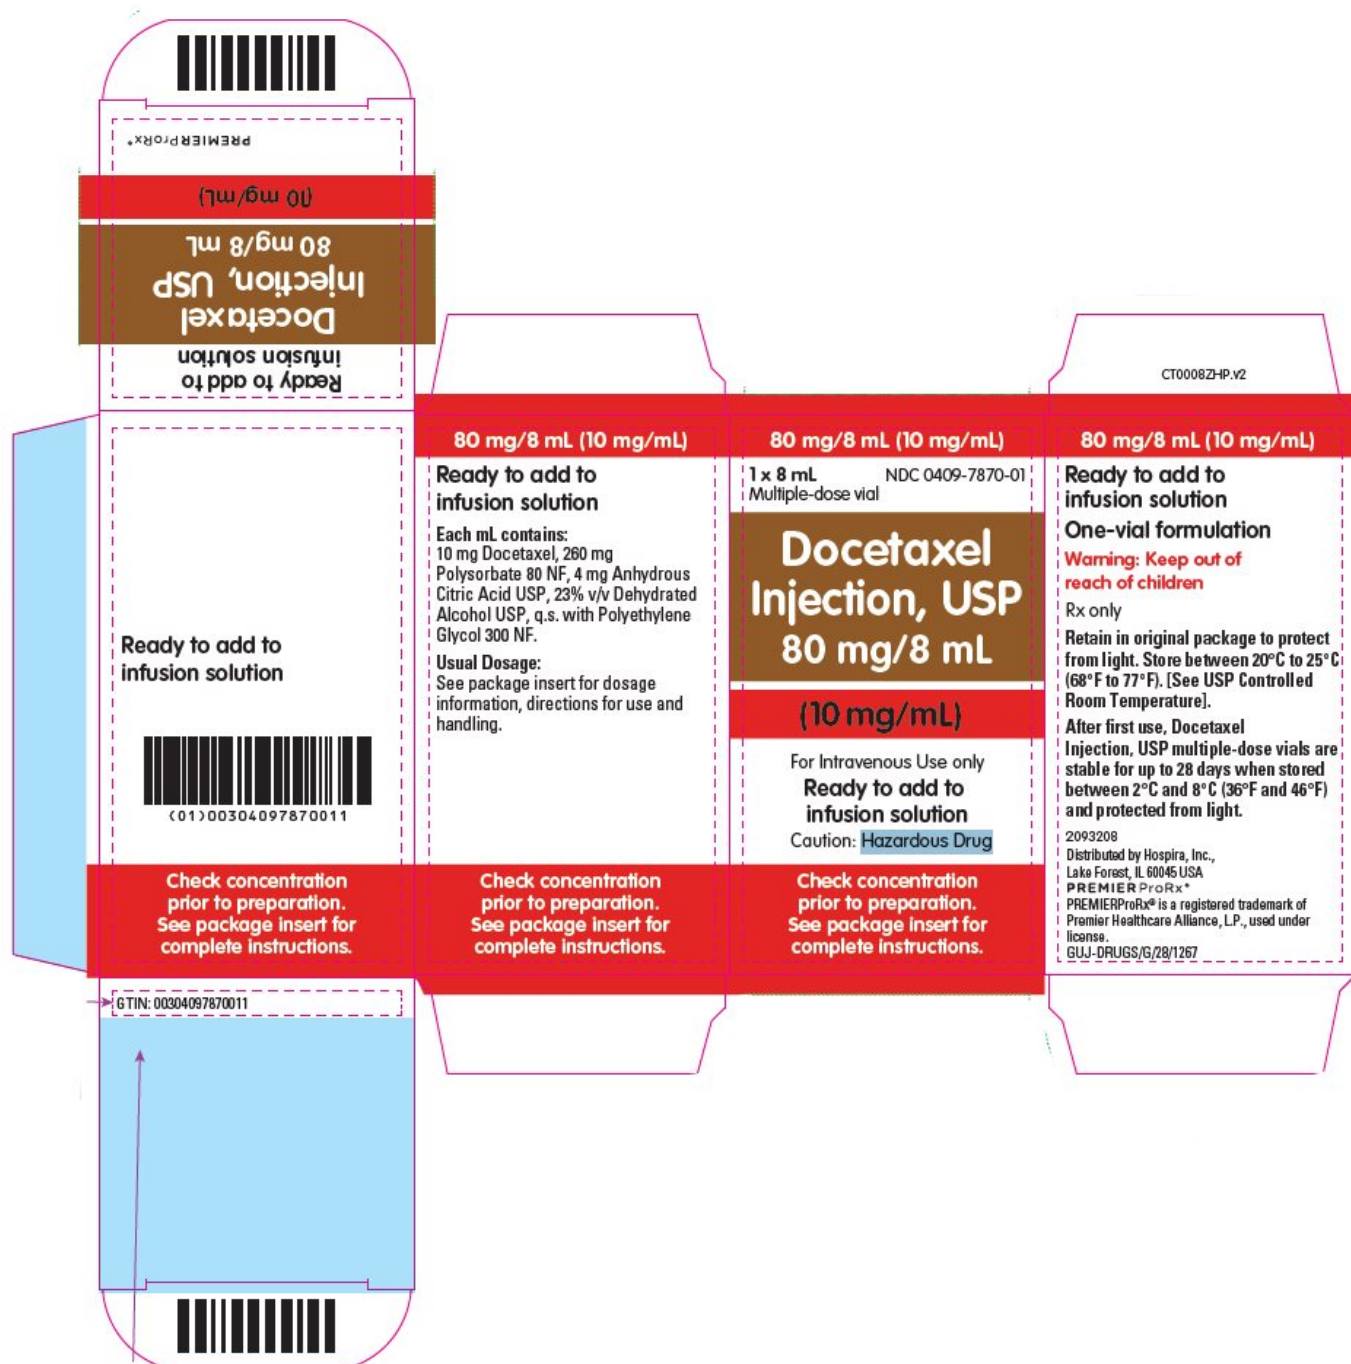 PREMIERProRx®
(10 mg/mL)
80 mg/8 mL
Injection, USP
Docetaxel
infusion solution
Ready to add to
Ready to add to
infusion solution
(01)00304097870011
Check concentration
prior to preparation.
See package insert for
complete instructions.
GTIN: 00304097870011
80 mg/8 mL (10 mg/mL)
Ready to add to
infusion solution
Each mL contains:
10 mg Docetaxel, 260 mg
Polysorbate 80 NF, 4 mg Anhydrous
Citric Acid USP, 23% v/v Dehydrated
Alcohol USP, q.s. with Polyethylene
Glycol 300 NF.
Usual Dosage:
See package insert for dosage
information, directions for use and
handling.
Check concentration
prior to preparation.
See package insert for
complete instructions.
80 mg/8 mL (10 mg/mL)
1 x 8 mL NDC 0409-7870-01
Multiple-dose vial
Docetaxel
Injection, USP
80 mg/8 mL
(10 mg/mL)
For Intravenous Use only
Ready to add to
infusion solution
Caution: Hazardous Drug
Check concentration
prior to preparation.
See package insert for
complete instructions.
CT0008ZHP.v2
80 mg/8 mL (10 mg/mL)
Ready to add to
infusion solution
One-vial formulation
Warning: Keep out of
reach of children
Rx only
Retain in original package to protect
from light. Store between 20°C to 25°C
(68°F to 77°F). [See USP Controlled
Room Temperature].
After first use, Docetaxel
Injection, USP multiple-dose vials are
stable for up to 28 days when stored
between 2°C and 8°C (36°F and 46°F)
and protected from light.
2093208
Distributed by Hospira, Inc.,
Lake Forest, IL 60045 USA
PREMIERProRx®
PREMIERProRx® is a registered trademark of
Premier Healthcare Alliance, L.P., used under
license.
GUJ-DRUGS/G/28/1267